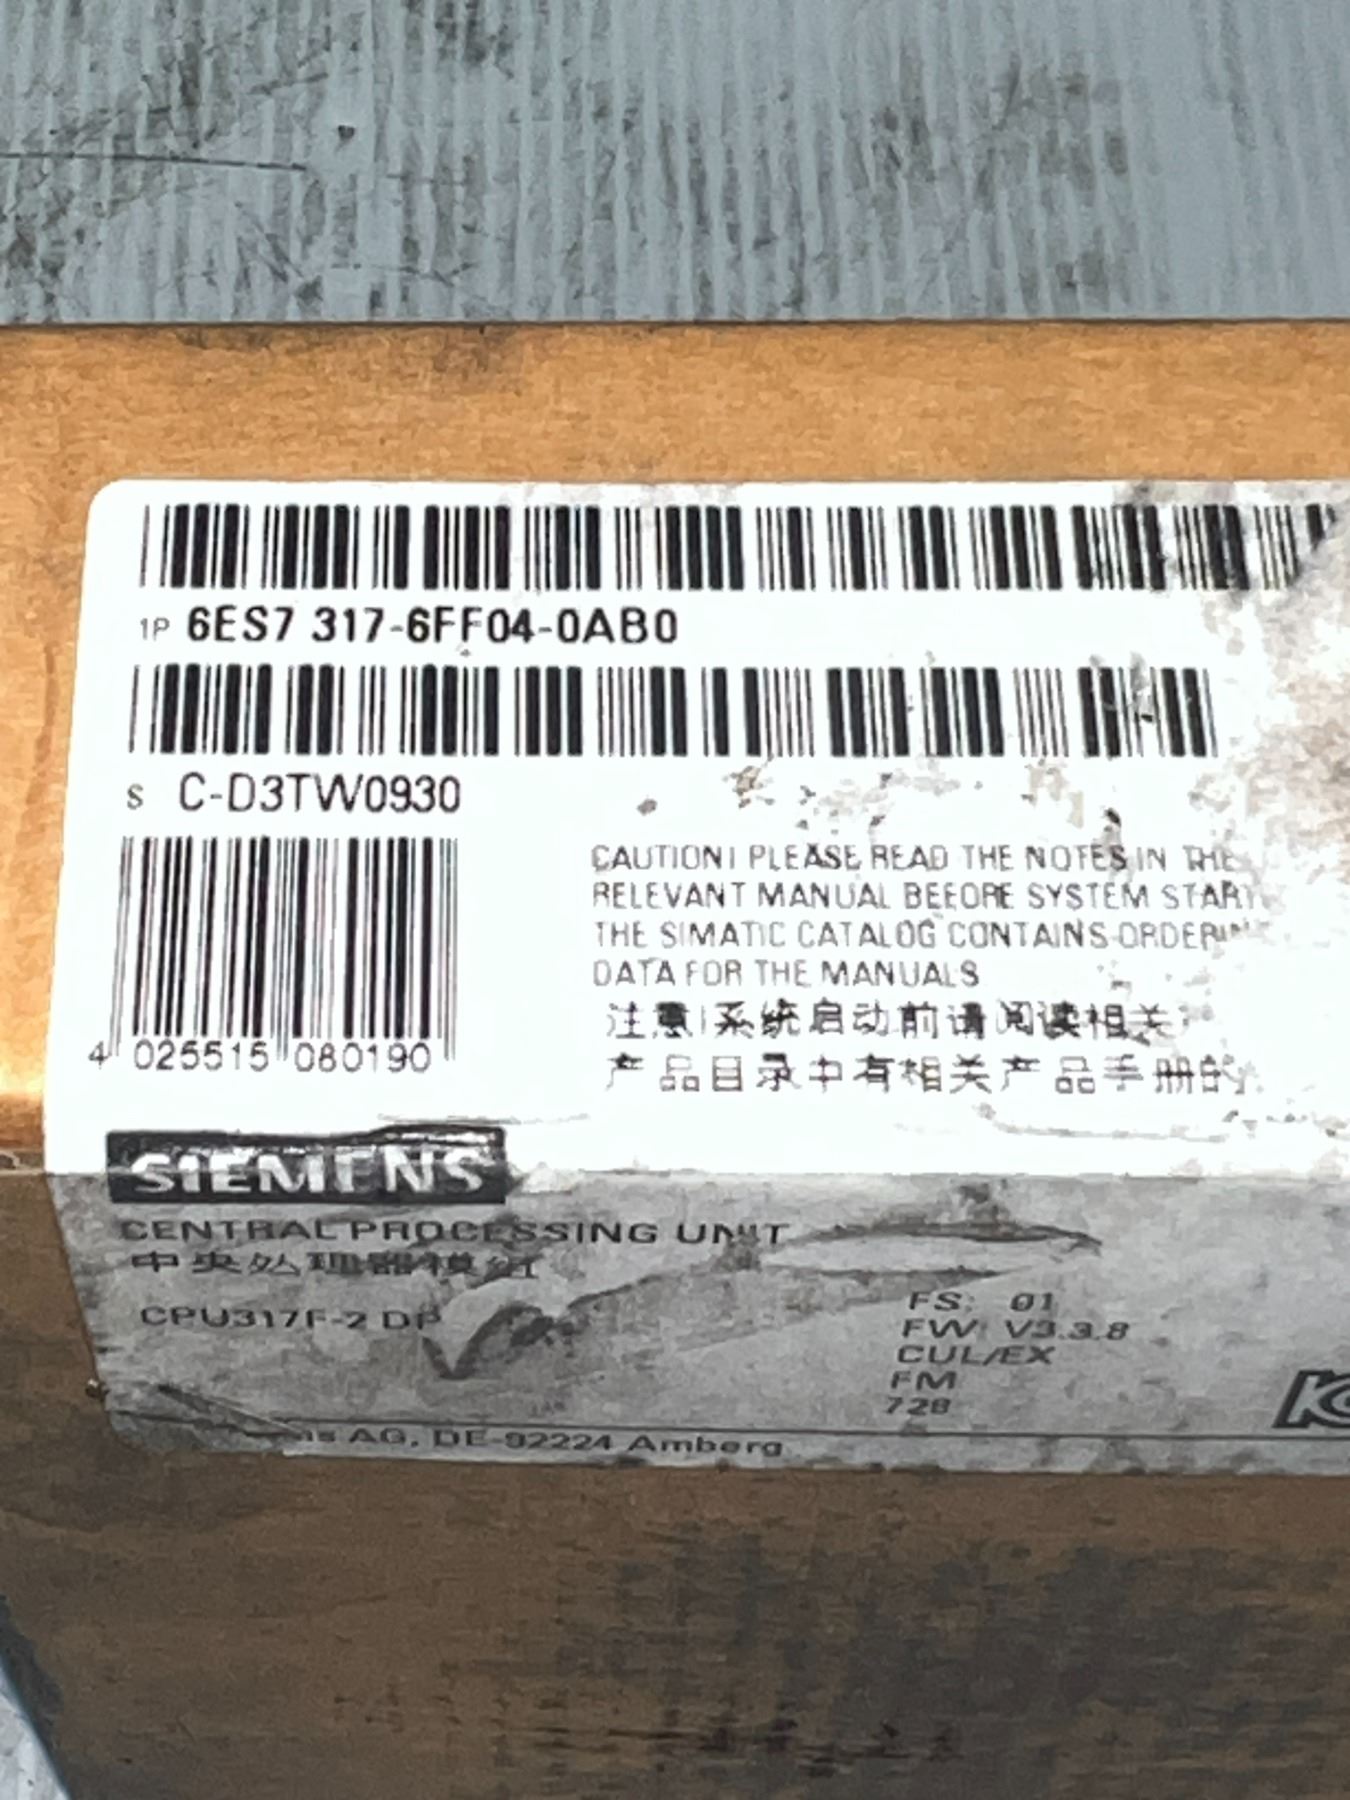 1P 6ES7 317-6FF04-0AB0
S C-D3TW0930
CAUTION! PLEASE READ THE NOTES IN THE
RELEVANT MANUAL BEFORE SYSTEM START
THE SIMATIC CATALOG CONTAINS ORDERIN
DATA FOR THE MANUALS
注意!系统启动前请阅读相关
产品目录中有相关产品手册的
4 025515 080190
SIEMENS
CENTRAL PROCESSING UNIT
中央处理器模组
CPU317F-2 DP
FS: 01
FW: V3.3.8
CUL/EX
FM
728
ns AG, DE-92224 Amberg